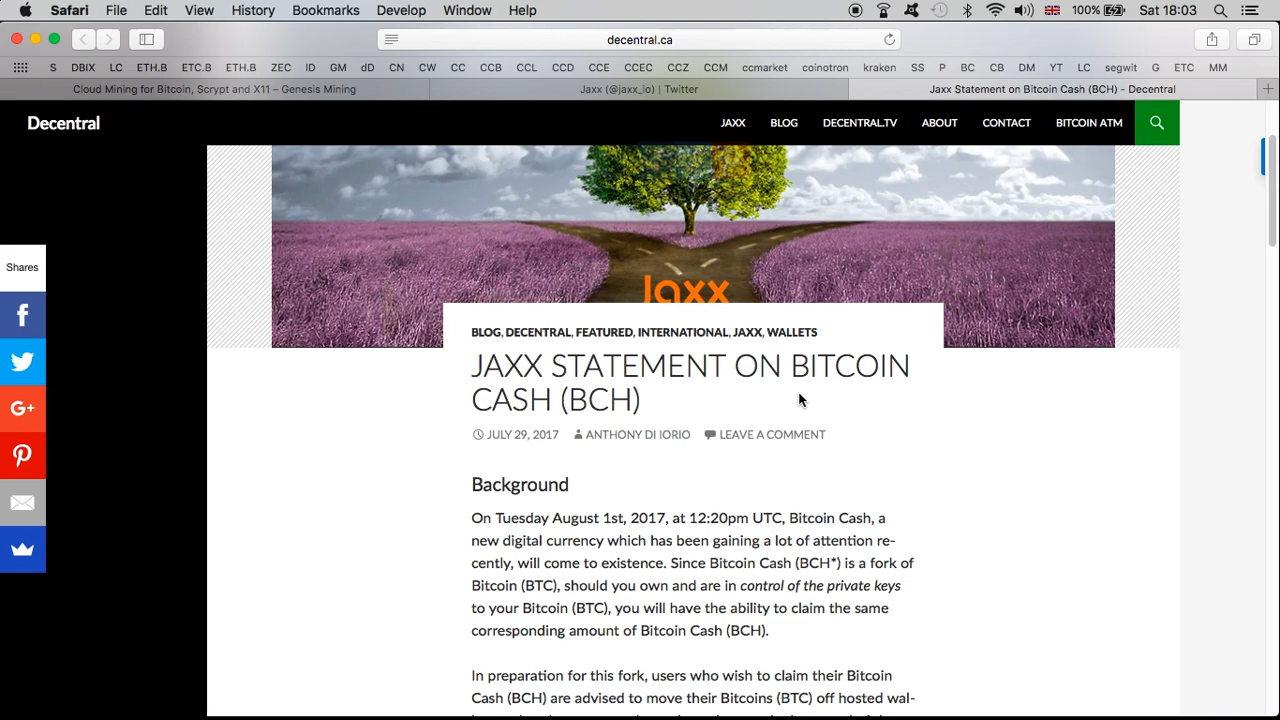 Safari File Edit View History Bookmarks Develop Window Help 100% Sat 18:03
decentral.ca
S DBIX LC ETH.B ETC.B ETH.B ZEC ID GM dD CN CW CC CCB CCL CCD CCE CCEC CCZ CCM ccmarket coinotron kraken SS P BC CB DM YT LC segwit G ETC MM
Cloud Mining for Bitcoin, Scrypt and X11 – Genesis Mining Jaxx (@jaxx_io) | Twitter Jaxx Statement on Bitcoin Cash (BCH) - Decentral
Decentral JAXX BLOG DECENTRAL.TV ABOUT CONTACT BITCOIN ATM
Shares
Jaxx
BLOG, DECENTRAL, FEATURED, INTERNATIONAL, JAXX, WALLETS
JAXX STATEMENT ON BITCOIN
CASH (BCH)
JULY 29, 2017 ANTHONY DI IORIO LEAVE A COMMENT
Background
On Tuesday August 1st, 2017, at 12:20pm UTC, Bitcoin Cash, a
new digital currency which has been gaining a lot of attention re-
cently, will come to existence. Since Bitcoin Cash (BCH*) is a fork of
Bitcoin (BTC), should you own and are in control of the private keys
to your Bitcoin (BTC), you will have the ability to claim the same
corresponding amount of Bitcoin Cash (BCH).
In preparation for this fork, users who wish to claim their Bitcoin
Cash (BCH) are advised to move their Bitcoins (BTC) off hosted wal-